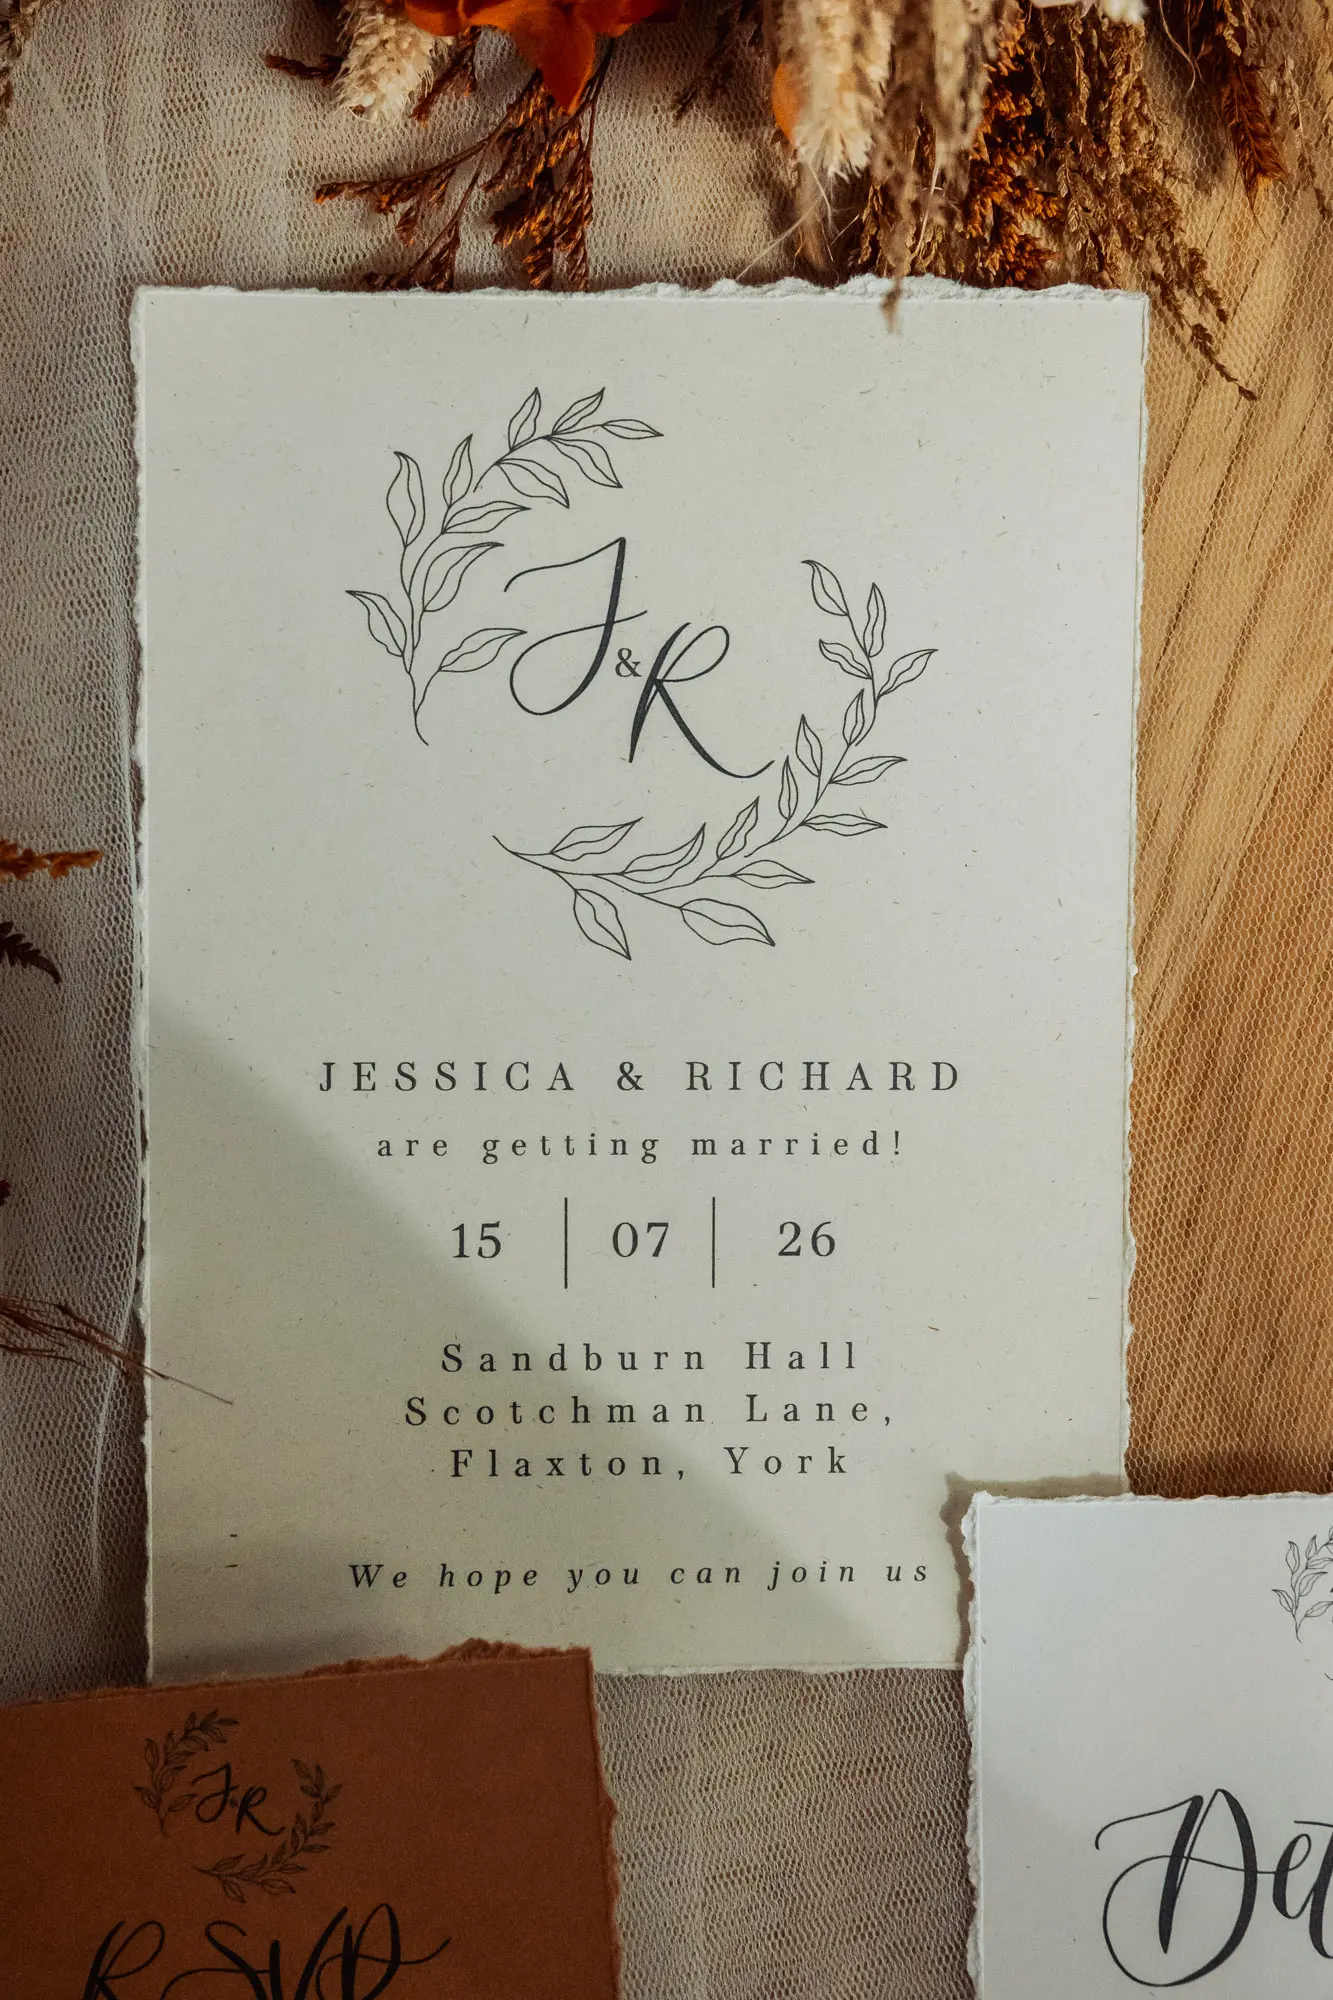 J & R
JESSICA & RICHARD
are getting married!
15 | 07 | 26
Sandburn Hall
Scotchman Lane,
Flaxton, York
We hope you can join us
J & R
RSVP